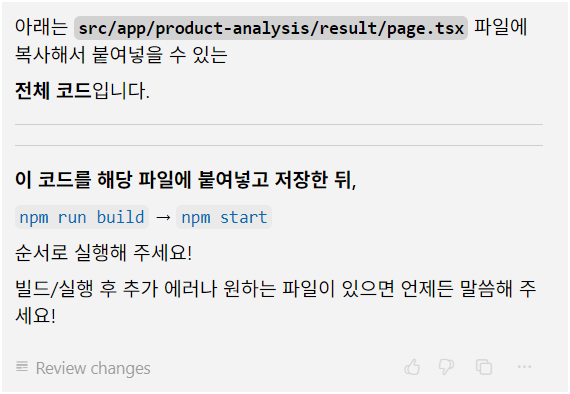 아래는 src/app/product-analysis/result/page.tsx 파일에
복사해서 붙여넣을 수 있는
전체 코드입니다.
이 코드를 해당 파일에 붙여넣고 저장한 뒤,
npm run build → npm start
순서로 실행해 주세요!
빌드/실행 후 추가 에러나 원하는 파일이 있으면 언제든 말씀해 주
세요!
Review changes